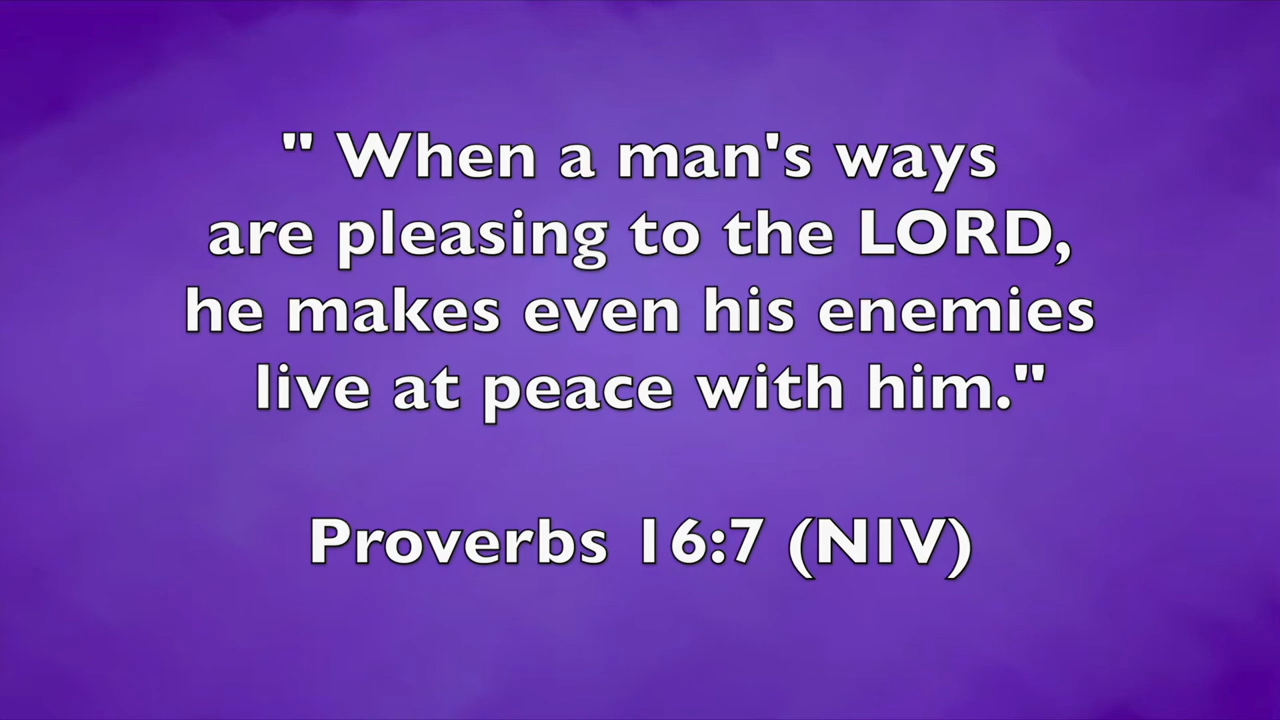 " When a man's ways
are pleasing to the LORD,
he makes even his enemies
live at peace with him."
Proverbs 16:7 (NIV)